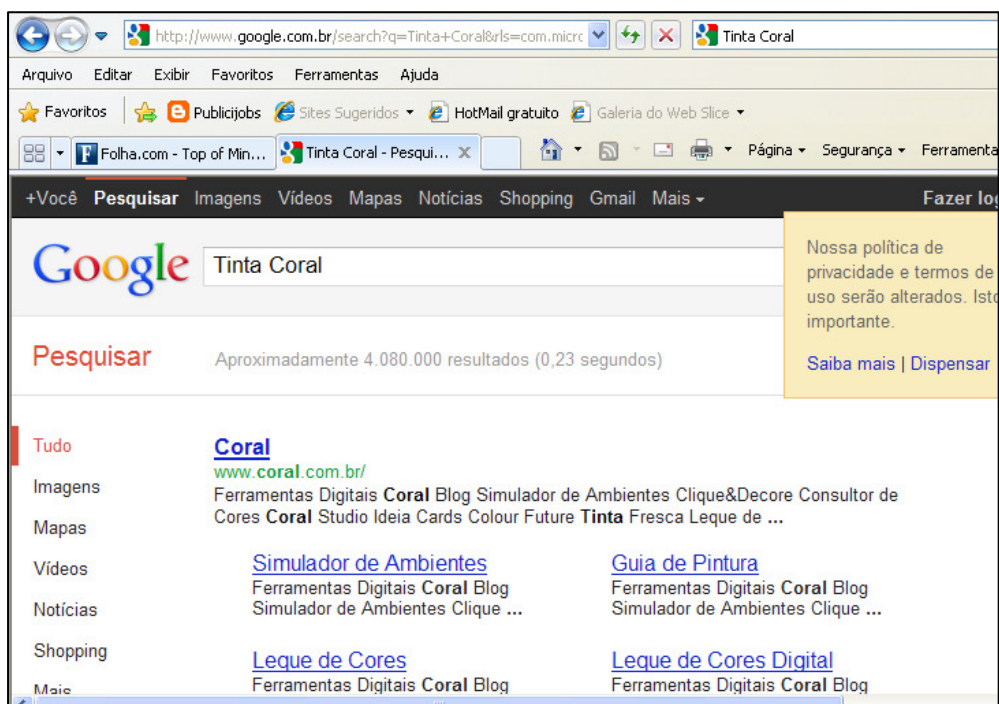 http://www.google.com.br/search?q=Tinta+Coral&rls=com.micrc Tinta Coral
Arquivo Editar Exibir Favoritos Ferramentas Ajuda
Favoritos Publicijobs Sites Sugeridos HotMail gratuito Galeria do Web Slice
Folha.com - Top of Min... Tinta Coral - Pesqui... X Página Segurança Ferramenta
+Você Pesquisar Imagens Vídeos Mapas Notícias Shopping Gmail Mais Fazer log
Google Tinta Coral
Nossa política de
privacidade e termos de
uso serão alterados. Isto
importante.
Saiba mais | Dispensar
Pesquisar Aproximadamente 4.080.000 resultados (0,23 segundos)
Tudo
Imagens
Mapas
Vídeos
Notícias
Shopping
Mais
Coral
www.coral.com.br/
Ferramentas Digitais Coral Blog Simulador de Ambientes Clique&Decore Consultor de
Cores Coral Studio Ideia Cards Colour Future Tinta Fresca Leque de ...
Simulador de Ambientes
Ferramentas Digitais Coral Blog
Simulador de Ambientes Clique ...
Guia de Pintura
Ferramentas Digitais Coral Blog
Simulador de Ambientes Clique ...
Leque de Cores
Ferramentas Digitais Coral Blog
Leque de Cores Digital
Ferramentas Digitais Coral Blog